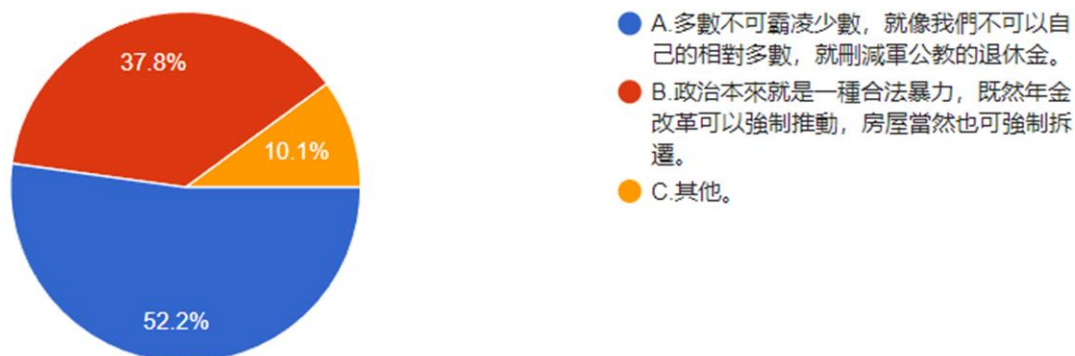 37.8%
10.1%
52.2%
A.多數不可霸凌少數，就像我們不可以自
己的相對多數，就刪減軍公教的退休金。
B.政治本來就是一種合法暴力，既然年金
改革可以強制推動，房屋當然也可強制拆
遷。
C.其他。